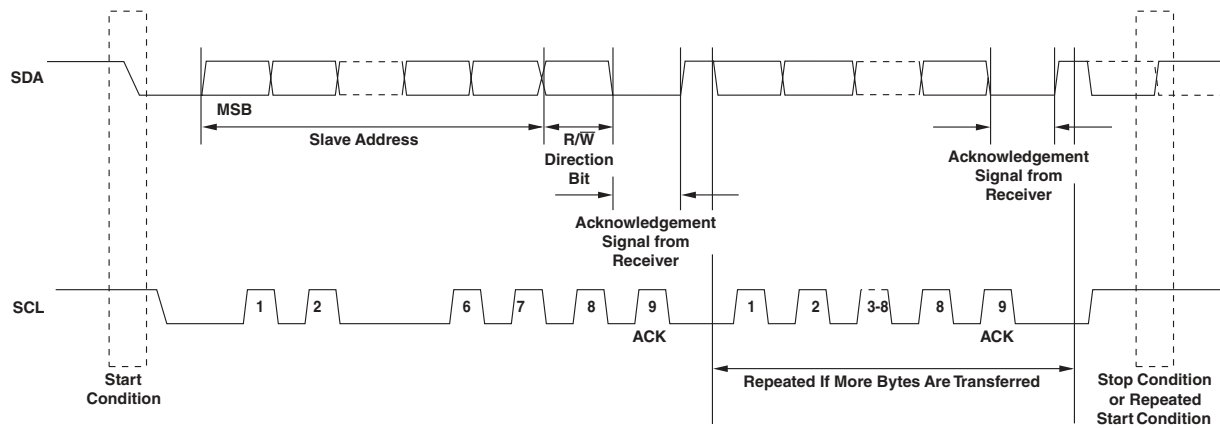 SDA
MSB
Slave Address
R/W̅
Direction
Bit
Acknowledgement
Signal from
Receiver
Acknowledgement
Signal from
Receiver
SCL
1
2
6
7
8
9
ACK
1
2
3-8
8
9
ACK
Start
Condition
Repeated If More Bytes Are Transferred
Stop Condition
or Repeated
Start Condition